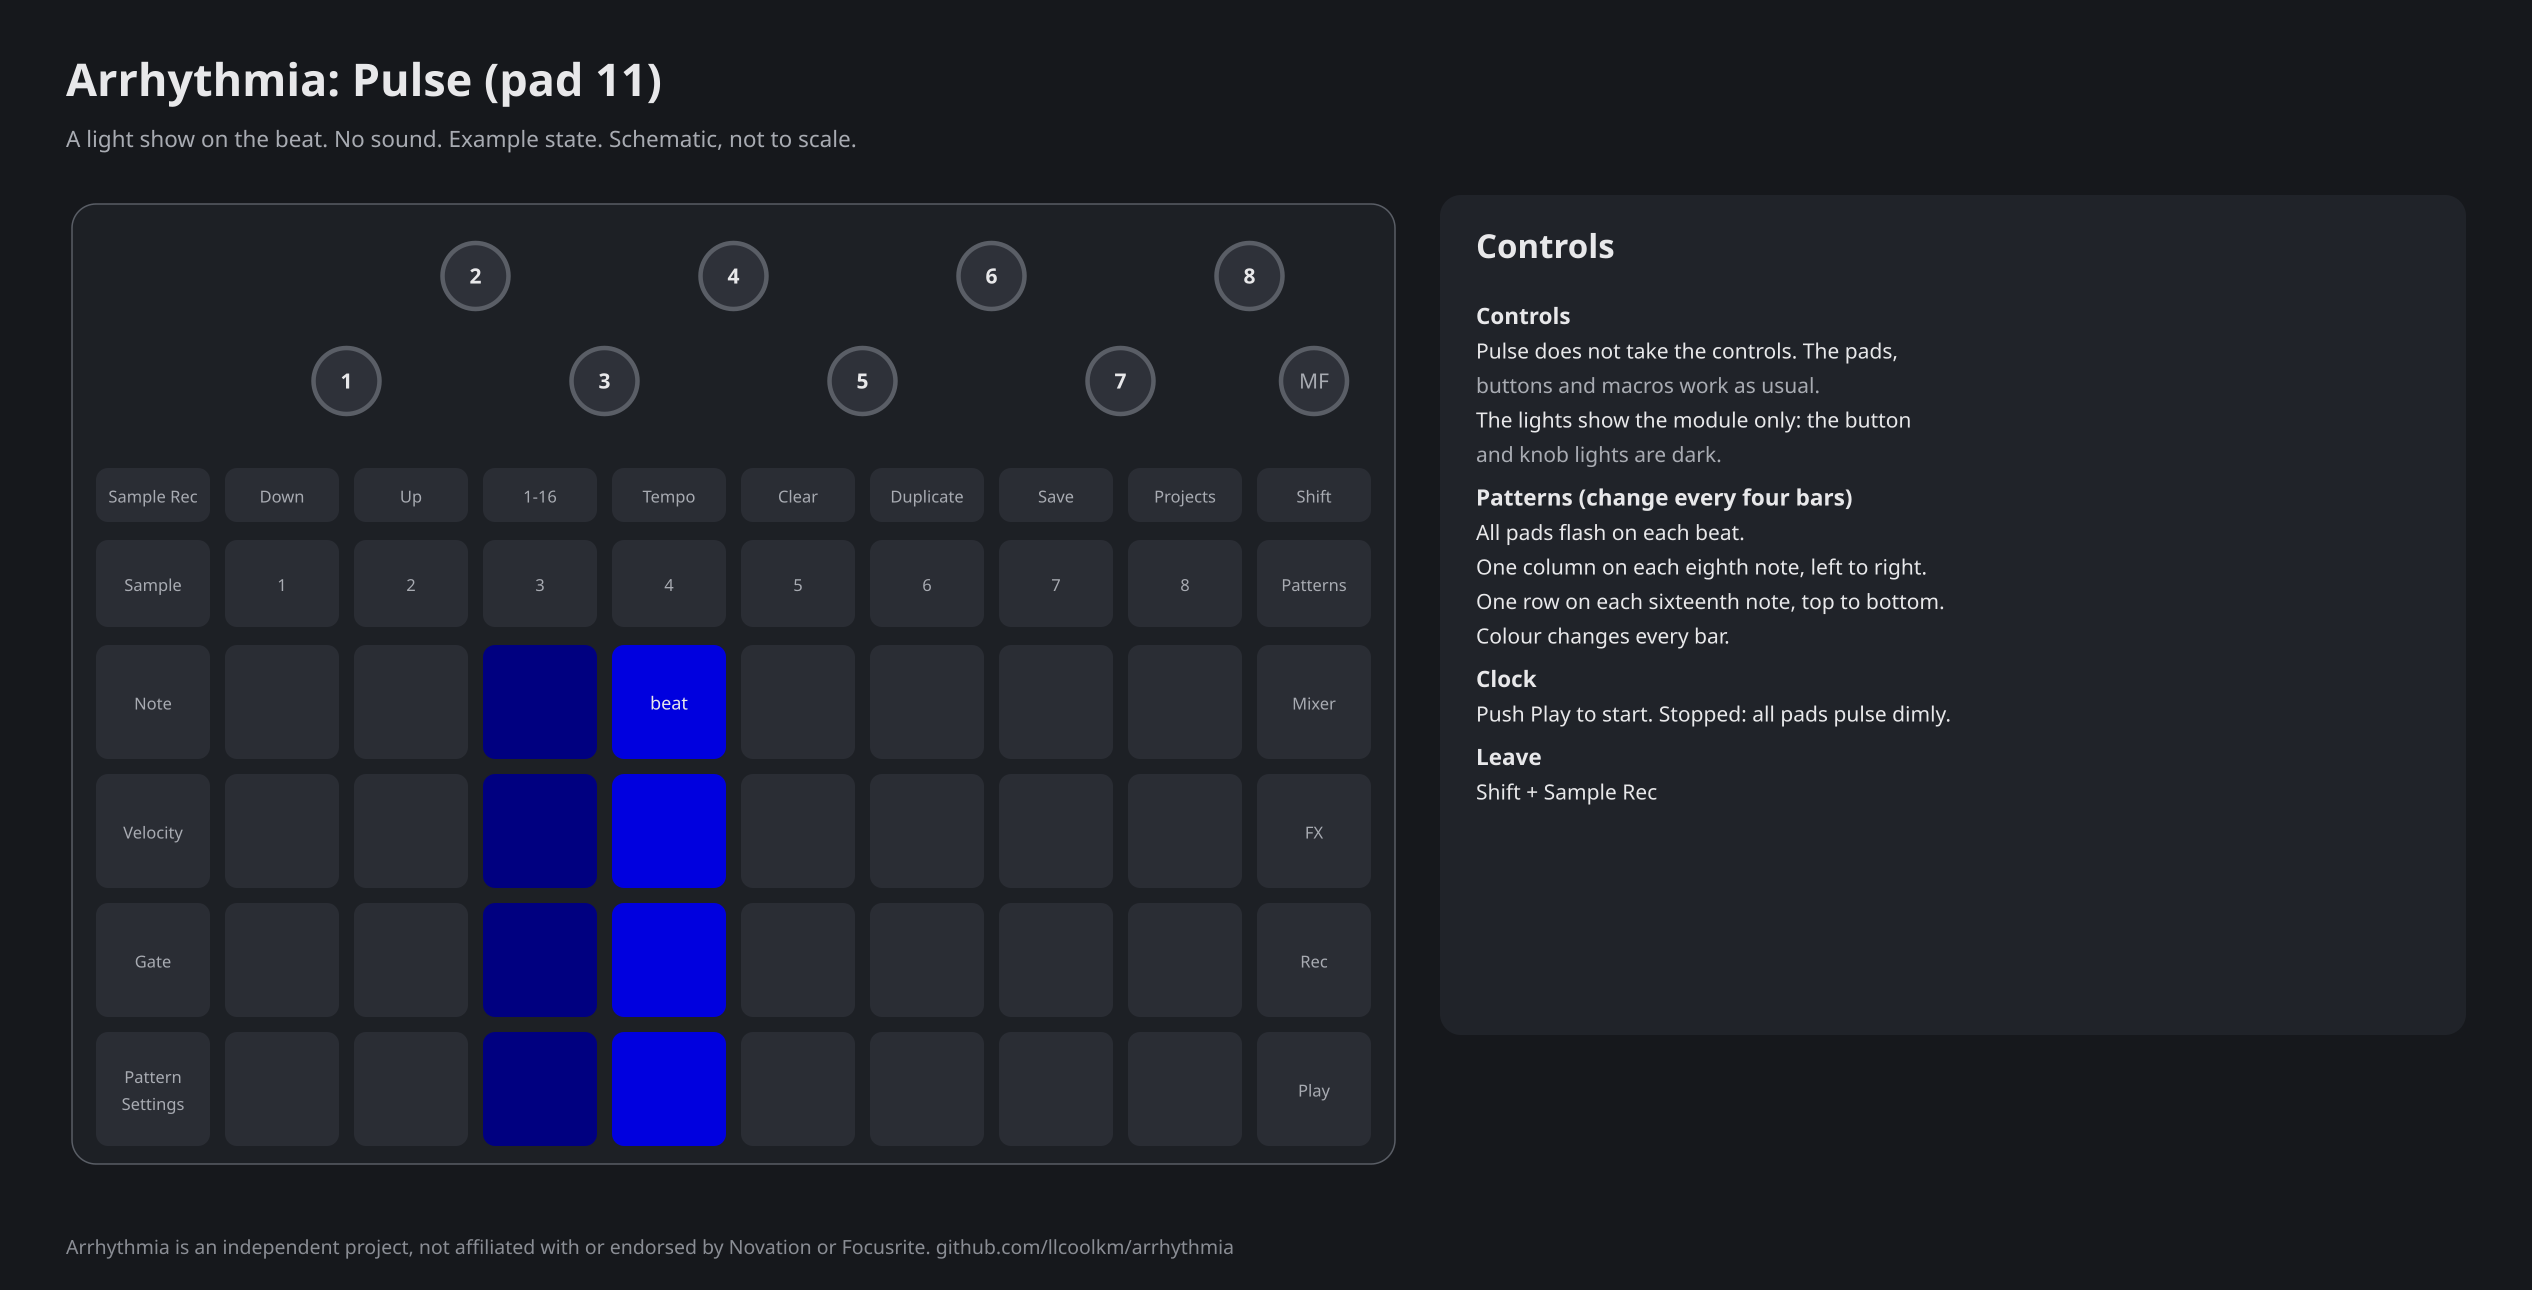 Arrhythmia: Pulse (pad 11)
A light show on the beat. No sound. Example state. Schematic, not to scale.
2 4 6 8
1 3 5 7 MF
Sample Rec Down Up 1-16 Tempo Clear Duplicate Save Projects Shift
Sample 1 2 3 4 5 6 7 8 Patterns
Note beat Mixer
Velocity FX
Gate Rec
Pattern
Settings
Play
Controls
Controls
Pulse does not take the controls. The pads,
buttons and macros work as usual.
The lights show the module only: the button
and knob lights are dark.
Patterns (change every four bars)
All pads flash on each beat.
One column on each eighth note, left to right.
One row on each sixteenth note, top to bottom.
Colour changes every bar.
Clock
Push Play to start. Stopped: all pads pulse dimly.
Leave
Shift + Sample Rec
Arrhythmia is an independent project, not affiliated with or endorsed by Novation or Focusrite. github.com/llcoolkm/arrhythmia